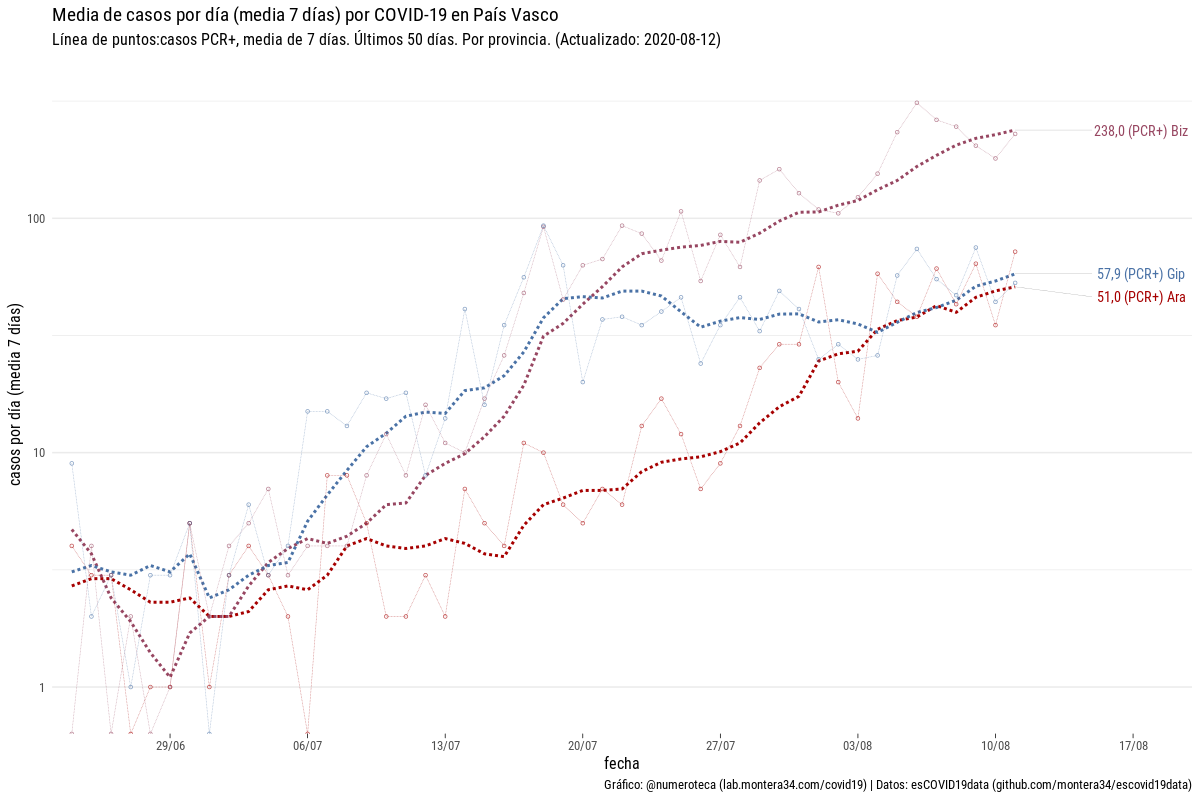 Media de casos por día (media 7 días) por COVID-19 en País Vasco
Línea de puntos:casos PCR+, media de 7 días. Últimos 50 días. Por provincia. (Actualizado: 2020-08-12)
casos por día (media 7 días)
100
10
1
238,0 (PCR+) Biz
57,9 (PCR+) Gip
51,0 (PCR+) Ara
29/06
06/07
13/07
20/07
27/07
03/08
10/08
17/08
fecha
Gráfico: @numeroteca (lab.montera34.com/covid19) | Datos: esCOVID19data (github.com/montera34/escovid19data)